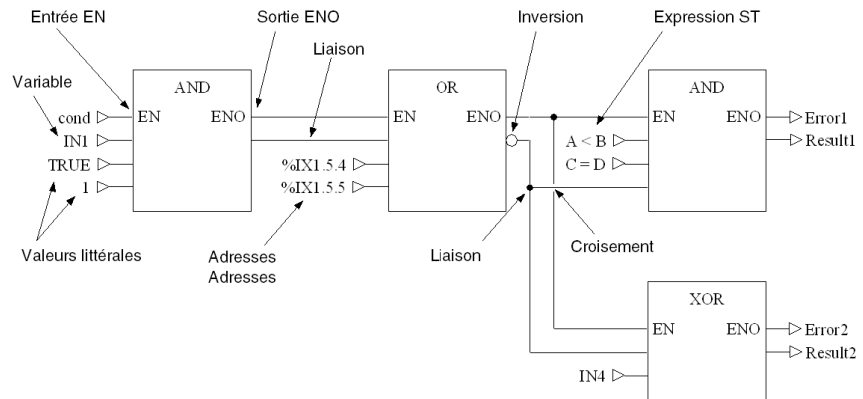 Entrée EN
Sortie ENO
Inversion
Expression ST
Liaison
Variable
AND
OR
AND
cond
EN
ENO
EN
ENO
EN
ENO
Error1
IN1
A < B
Result1
TRUE
%IX1.5.4
C = D
1
%IX1.5.5
Valeurs littérales
Adresses
Adresses
Liaison
Croisement
XOR
EN
ENO
Error2
Result2
IN4